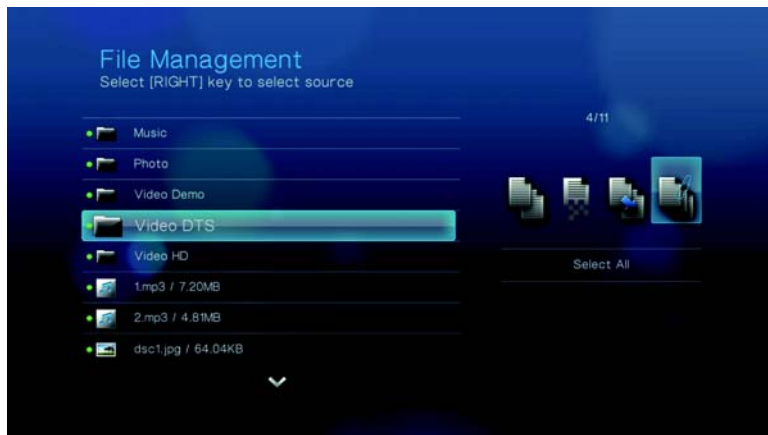 File Management
Select [RIGHT] key to select source
4/11
Music
Photo
Video Demo
Video DTS
Video HD
Select All
1.mp3 / 7.20MB
2.mp3 / 4.81MB
dsc1.jpg / 64.04KB